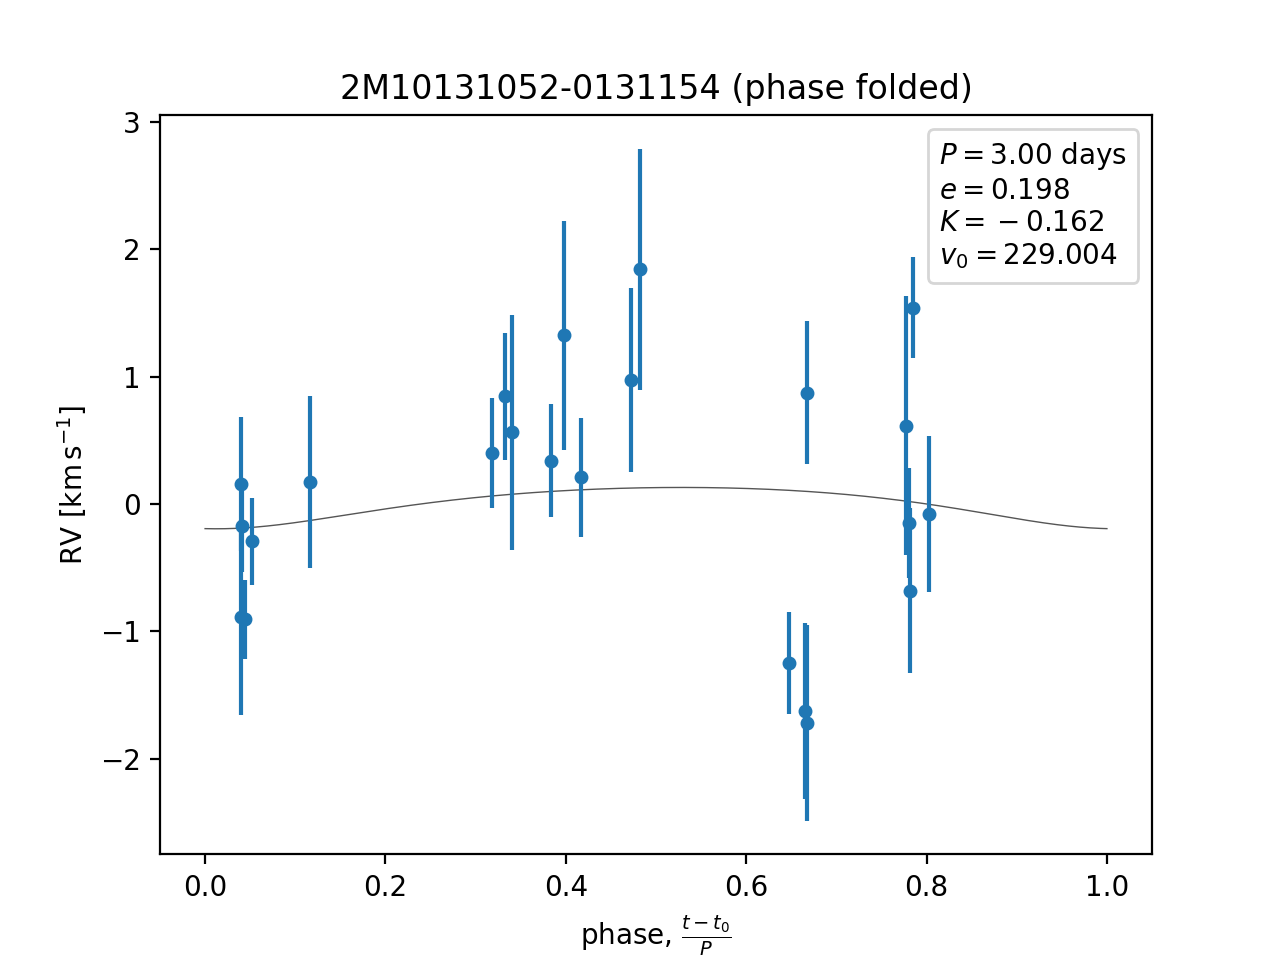 2M10131052-0131154 (phase folded)
P = 3.00 days
e = 0.198
K = −0.162
v₀ = 229.004
3
2
1
0
−1
−2
RV [km s⁻¹]
0.0 0.2 0.4 0.6 0.8 1.0
phase, (t − t₀)/P